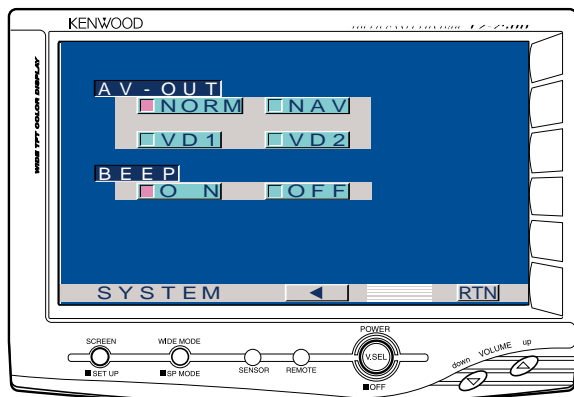 KENWOOD
WIDE TFT COLOR DISPLAY
AV-OUT
NORM NAV
VD1 VD2
BEEP
ON OFF
SYSTEM ◄ RTN
SCREEN WIDE MODE POWER
V.SEL
down VOLUME up
■SET UP ■SP MODE SENSOR REMOTE ■OFF